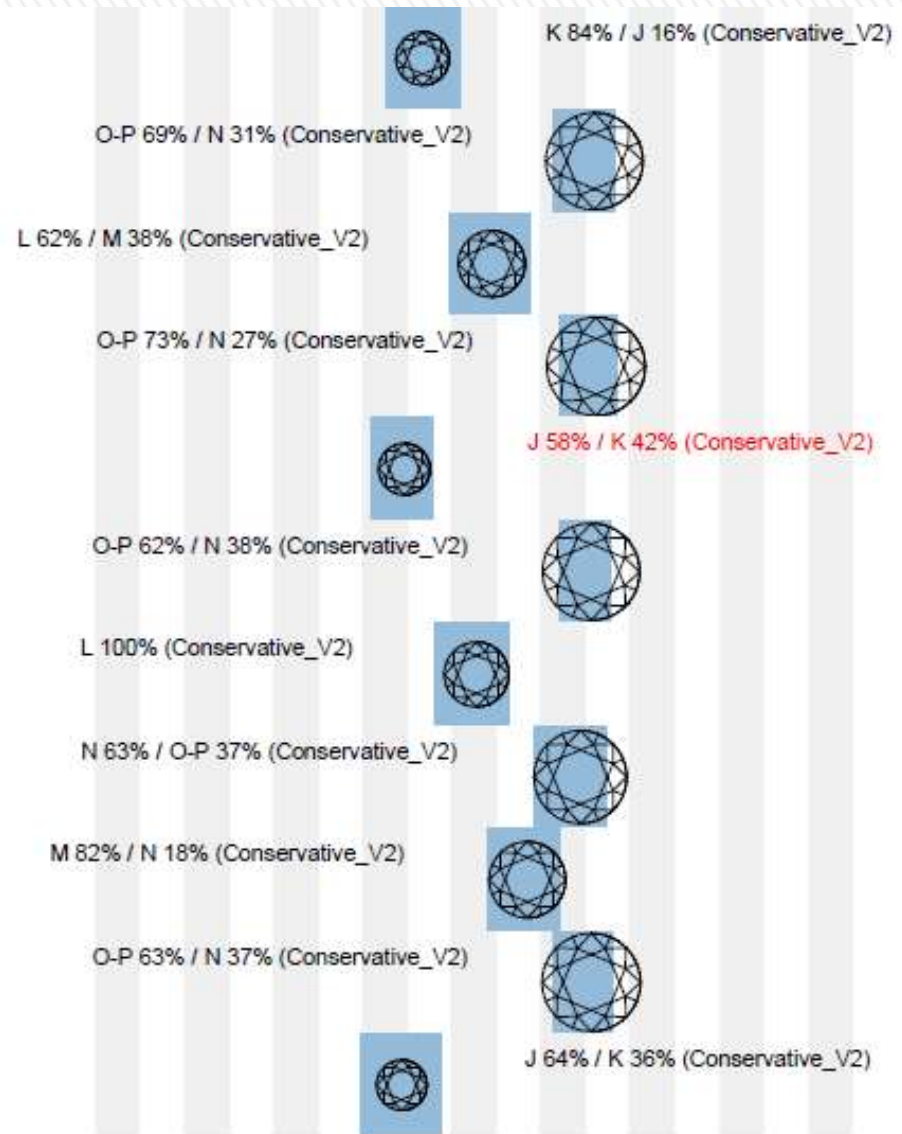 K 84% / J 16% (Conservative_V2)
O-P 69% / N 31% (Conservative_V2)
L 62% / M 38% (Conservative_V2)
O-P 73% / N 27% (Conservative_V2)
J 58% / K 42% (Conservative_V2)
O-P 62% / N 38% (Conservative_V2)
L 100% (Conservative_V2)
N 63% / O-P 37% (Conservative_V2)
M 82% / N 18% (Conservative_V2)
O-P 63% / N 37% (Conservative_V2)
J 64% / K 36% (Conservative_V2)